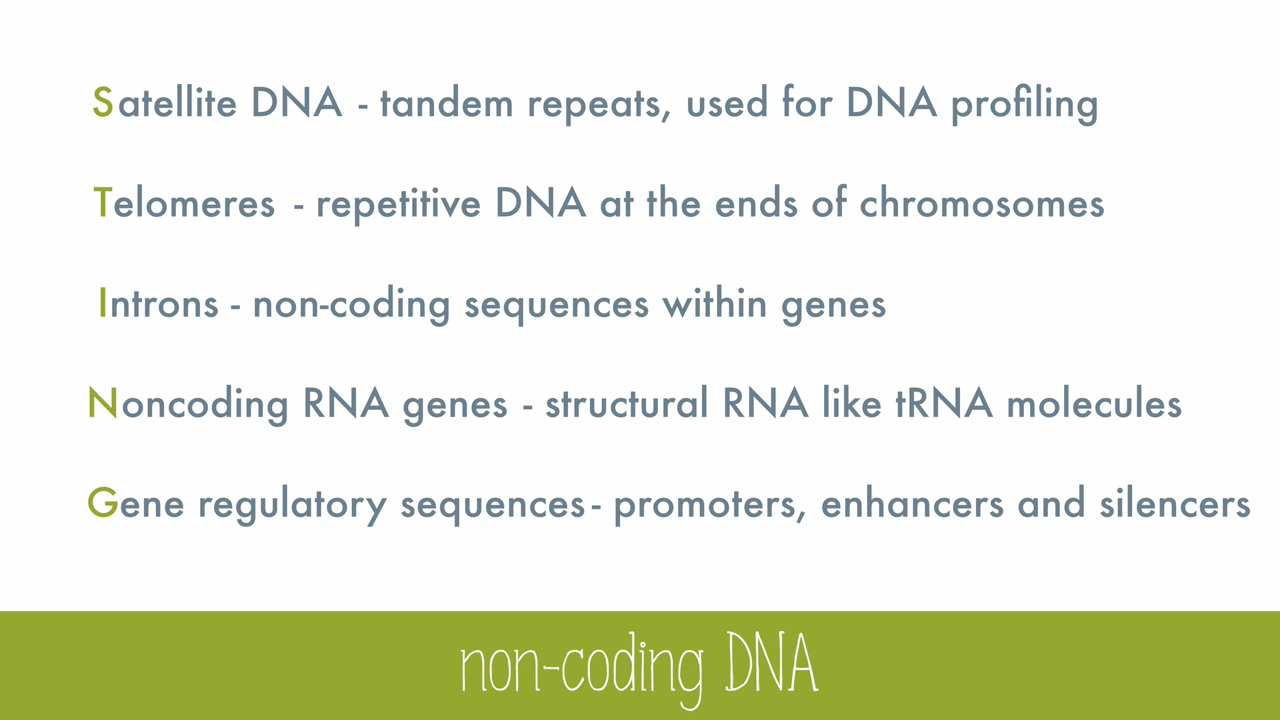 Satellite DNA - tandem repeats, used for DNA profiling
Telomeres - repetitive DNA at the ends of chromosomes
Introns - non-coding sequences within genes
Noncoding RNA genes - structural RNA like tRNA molecules
Gene regulatory sequences - promoters, enhancers and silencers
non-coding DNA